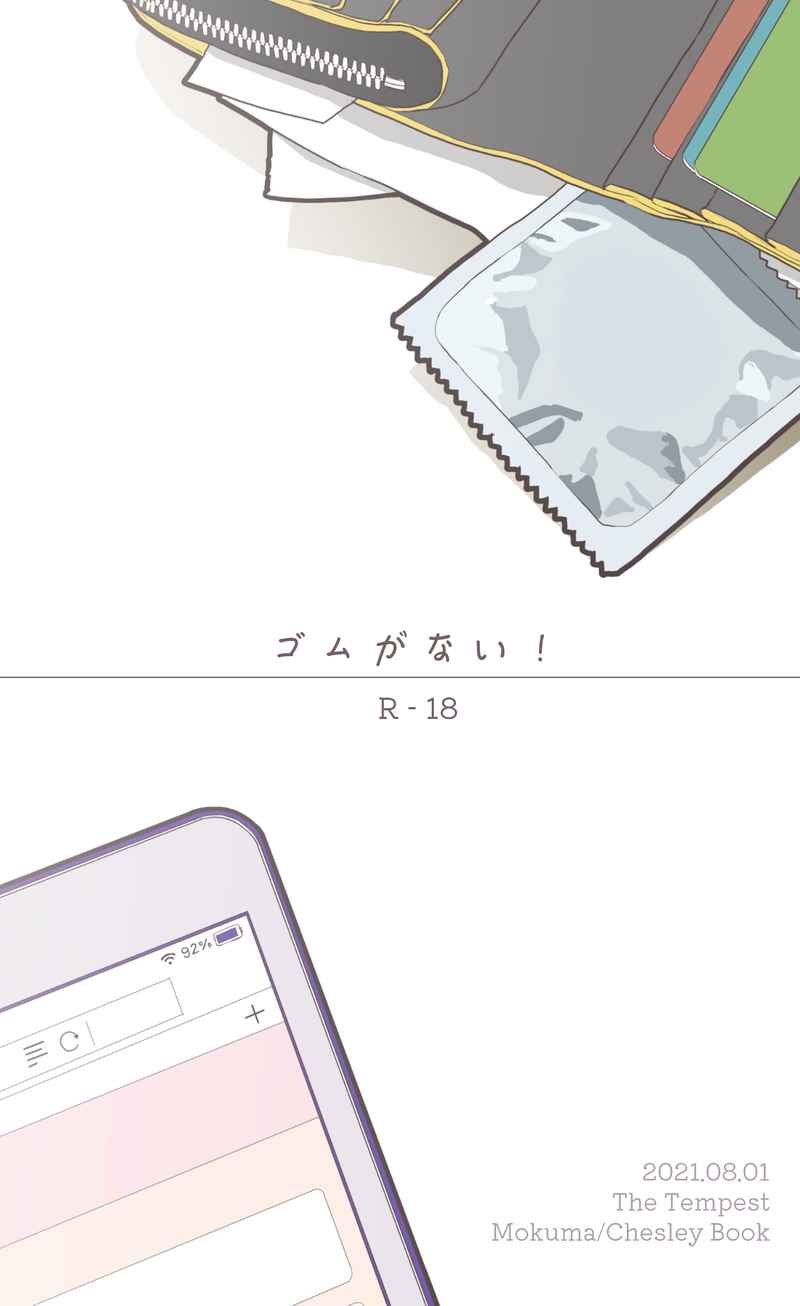 ゴムがない！
R-18
92%
2021.08.01
The Tempest
Mokuma/Chesley Book